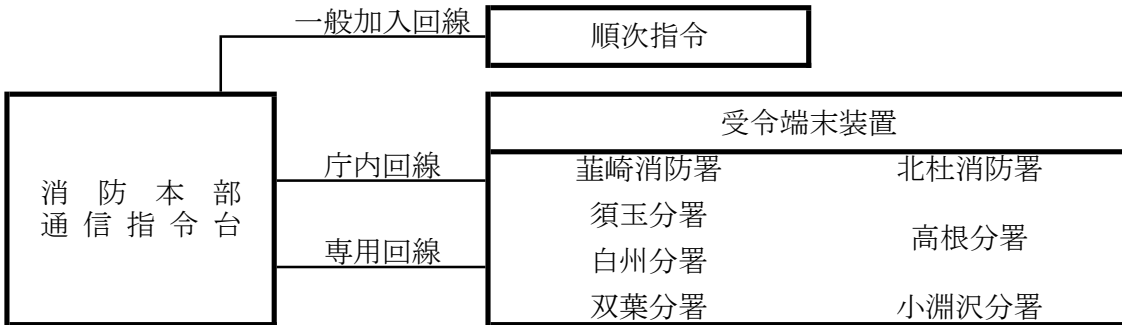 一般加入回線
順次指令
消防本部
通信指令台
庁内回線
専用回線
受令端末装置
韮崎消防署 北杜消防署
須玉分署
高根分署
白州分署
双葉分署 小淵沢分署